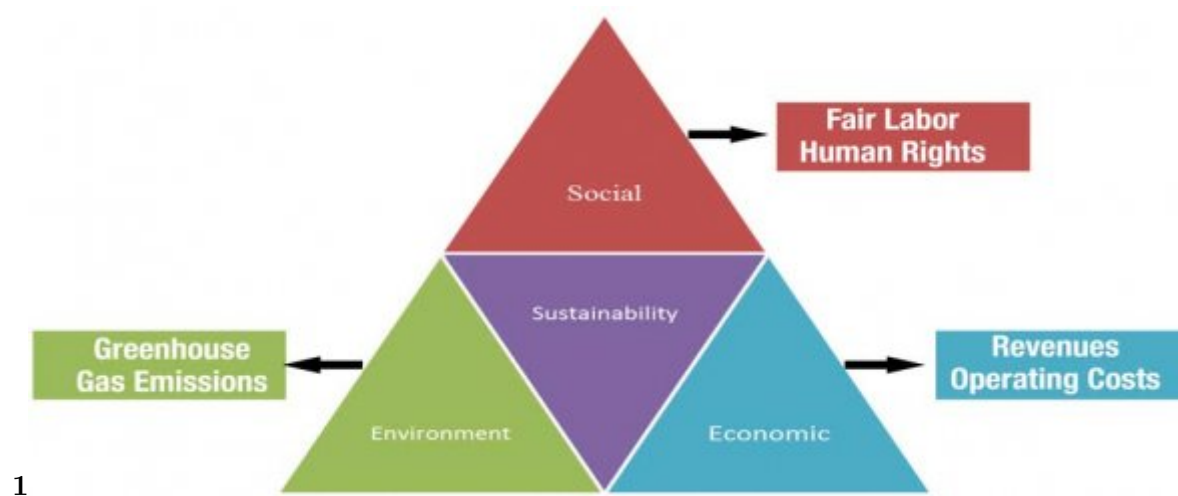 Fair Labor
Human Rights
Social
Sustainability
Greenhouse
Gas Emissions
Revenues
Operating Costs
Environment
Economic
1